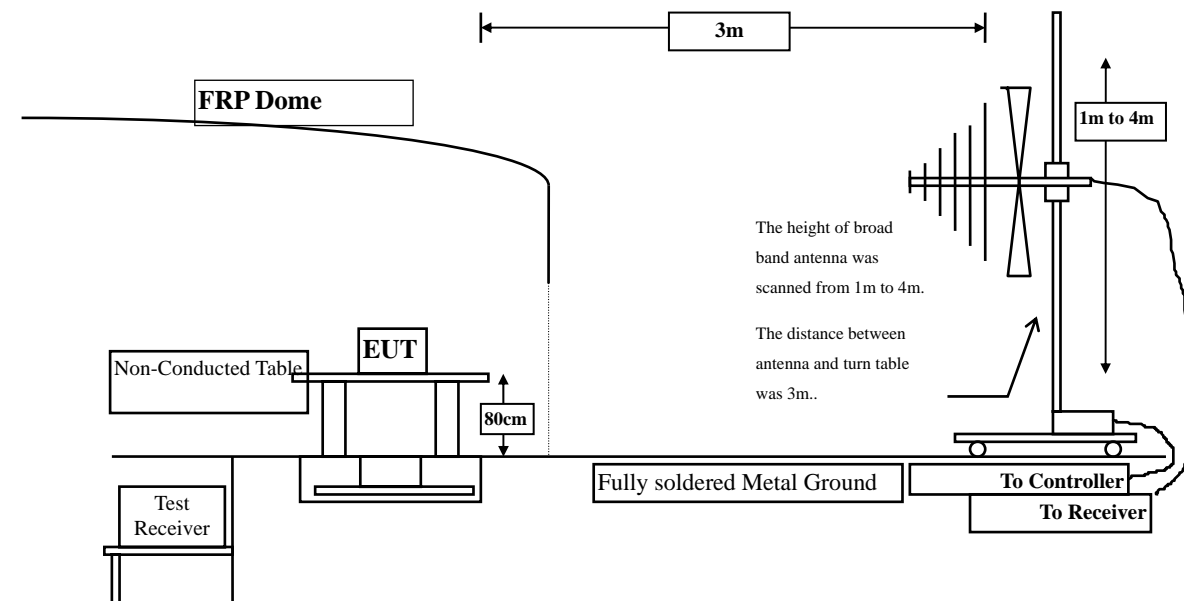 3m
FRP Dome
1m to 4m
The height of broad
band antenna was
scanned from 1m to 4m.
The distance between
antenna and turn table
was 3m..
EUT
Non-Conducted Table
80cm
Fully soldered Metal Ground
To Controller
To Receiver
Test
Receiver